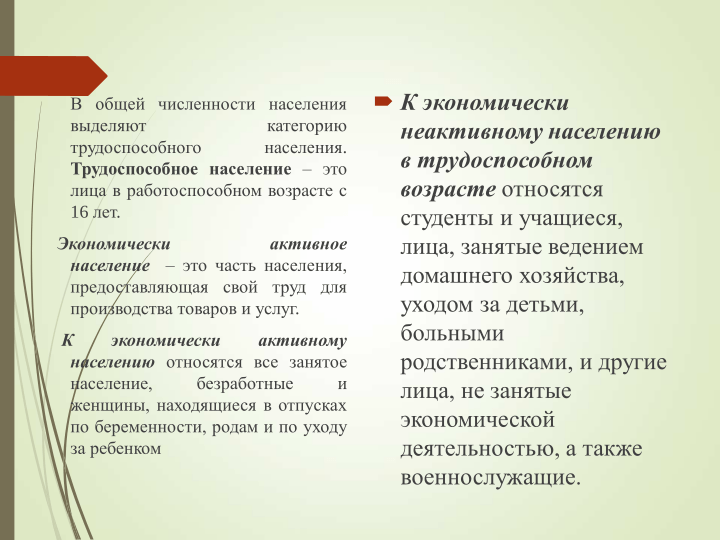 В общей численности населения
выделяют категорию
трудоспособного населения.
Трудоспособное население – это
лица в работоспособном возрасте с
16 лет.
Экономически активное
население – это часть населения,
предоставляющая свой труд для
производства товаров и услуг.
К экономически активному
населению относятся все занятое
население, безработные и
женщины, находящиеся в отпусках
по беременности, родам и по уходу
за ребенком
К экономически
неактивному населению
в трудоспособном
возрасте относятся
студенты и учащиеся,
лица, занятые ведением
домашнего хозяйства,
уходом за детьми,
больными
родственниками, и другие
лица, не занятые
экономической
деятельностью, а также
военнослужащие.